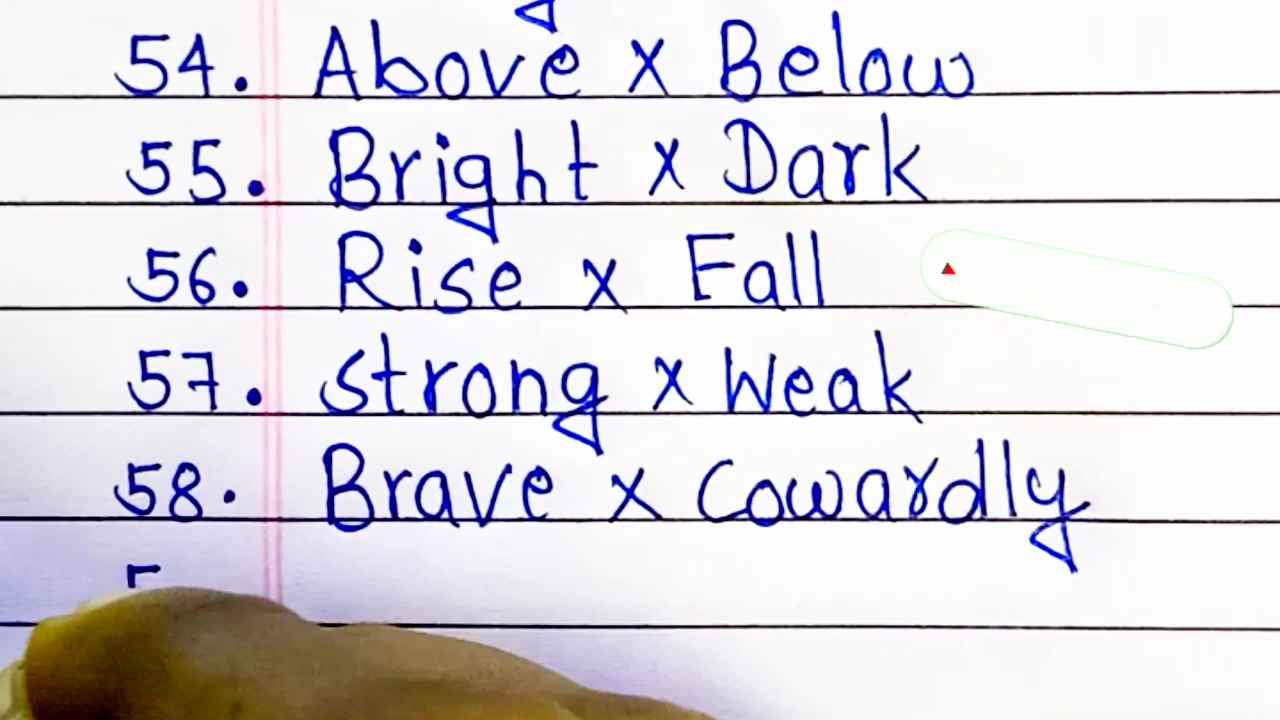 54. Above x Below
55. Bright x Dark
56. Rise x Fall
57. Strong x Weak
58. Brave x Cowardly